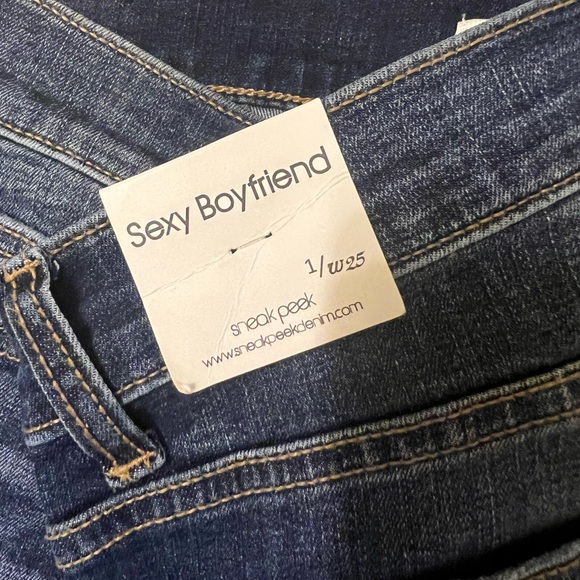 Sexy Boyfriend
1/W25
sneak peek
www.sneakpeekdenim.com